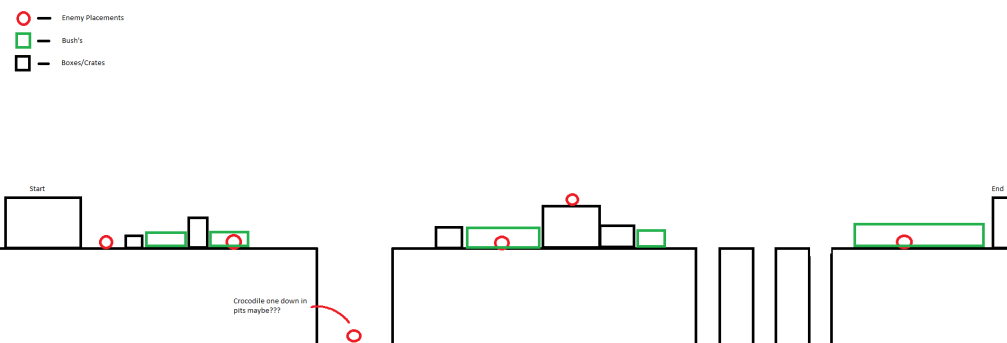 Enemy Placements
Bush's
Boxes/Crates
Start
End
Crocodile one down in
pits maybe???